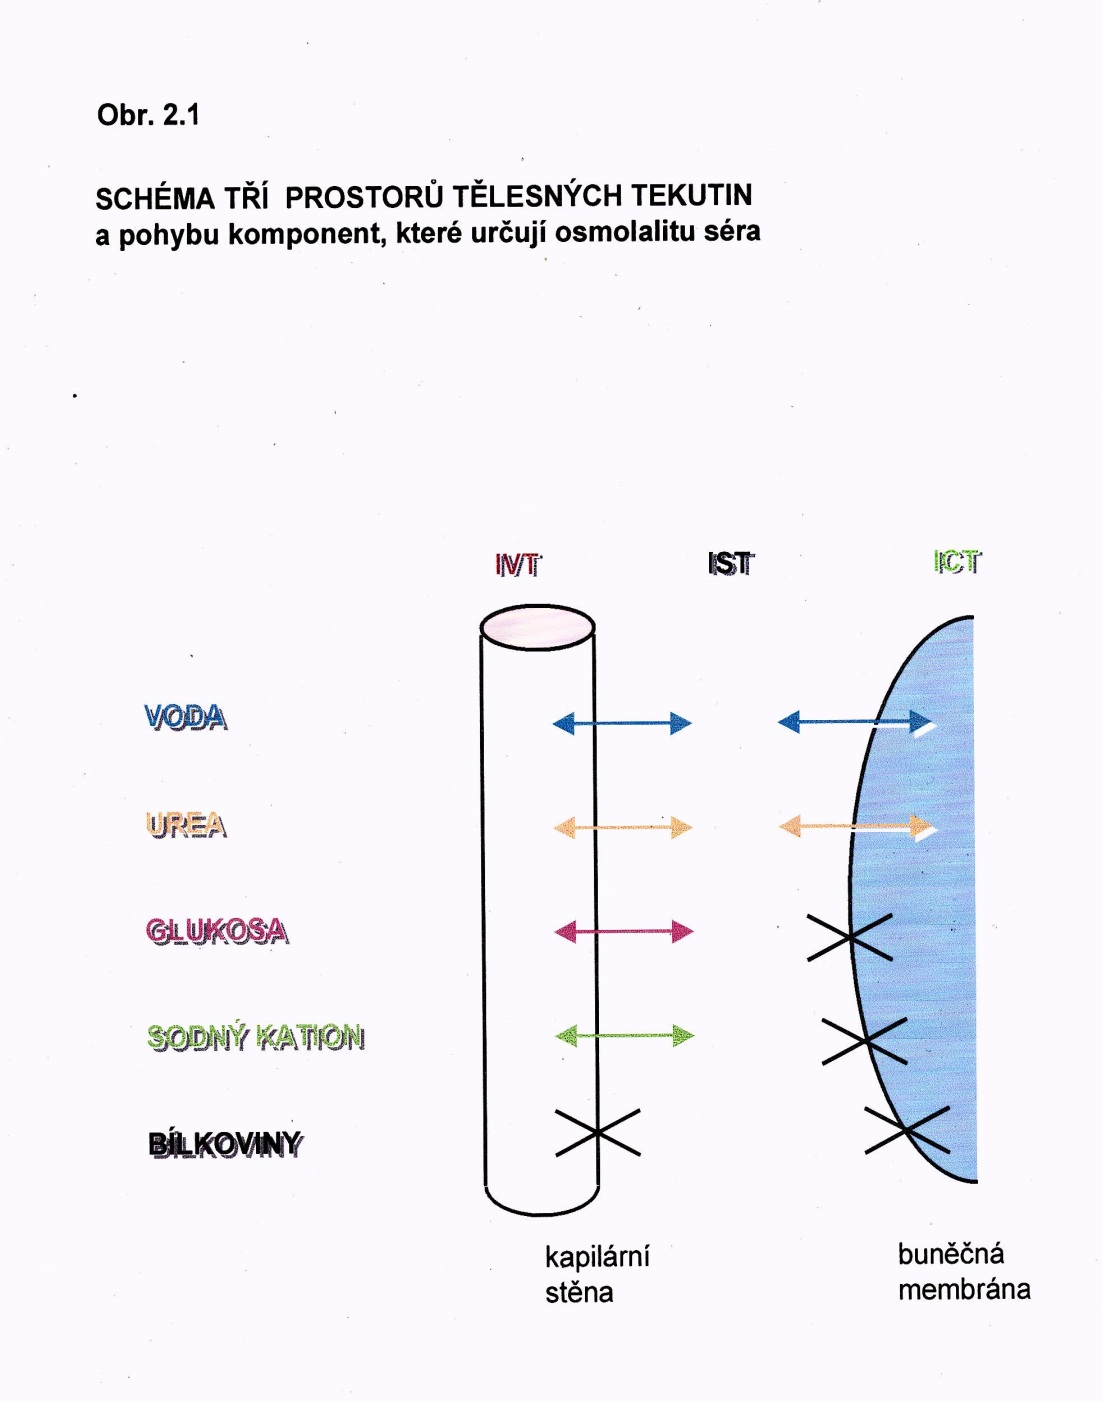 Obr. 2.1
SCHÉMA TŘÍ PROSTORŮ TĚLESNÝCH TEKUTIN
a pohybu komponent, které určují osmolalitu séra
IVT IST ICT
VODA
UREA
GLUKOSA
SODNÝ KATION
BÍLKOVINY
kapilární
stěna
buněčná
membrána